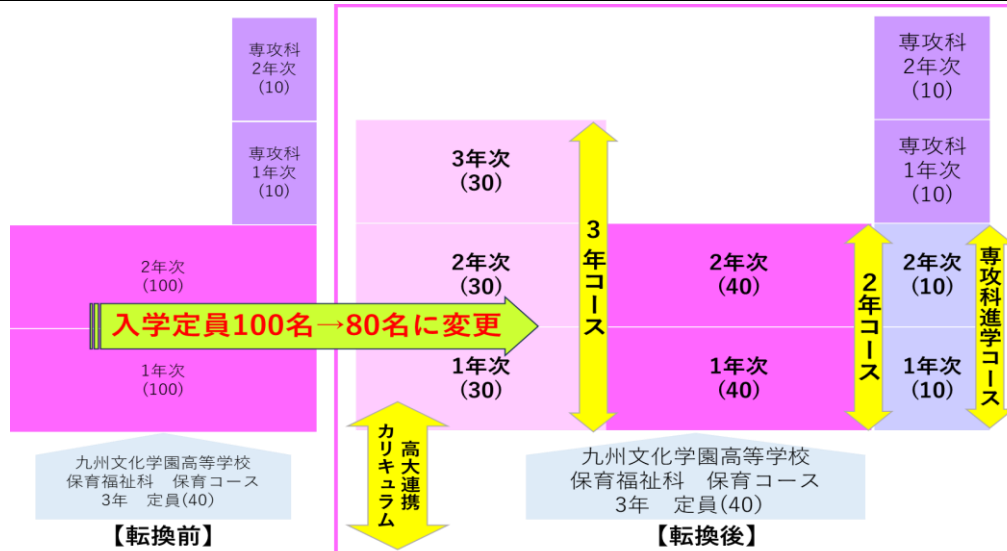 専攻科
2年次
(10)
専攻科
1年次
(10)
2年次
(100)
1年次
(100)
入学定員100名→80名に変更
九州文化学園高等学校
保育福祉科　保育コース
3年　定員(40)
【転換前】
3年次
(30)
2年次
(30)
1年次
(30)
3年コース
高大連携
カリキュラム
2年次
(40)
1年次
(40)
2年コース
専攻科
2年次
(10)
専攻科
1年次
(10)
2年次
(10)
1年次
(10)
専攻科進学コース
九州文化学園高等学校
保育福祉科　保育コース
3年　定員(40)
【転換後】